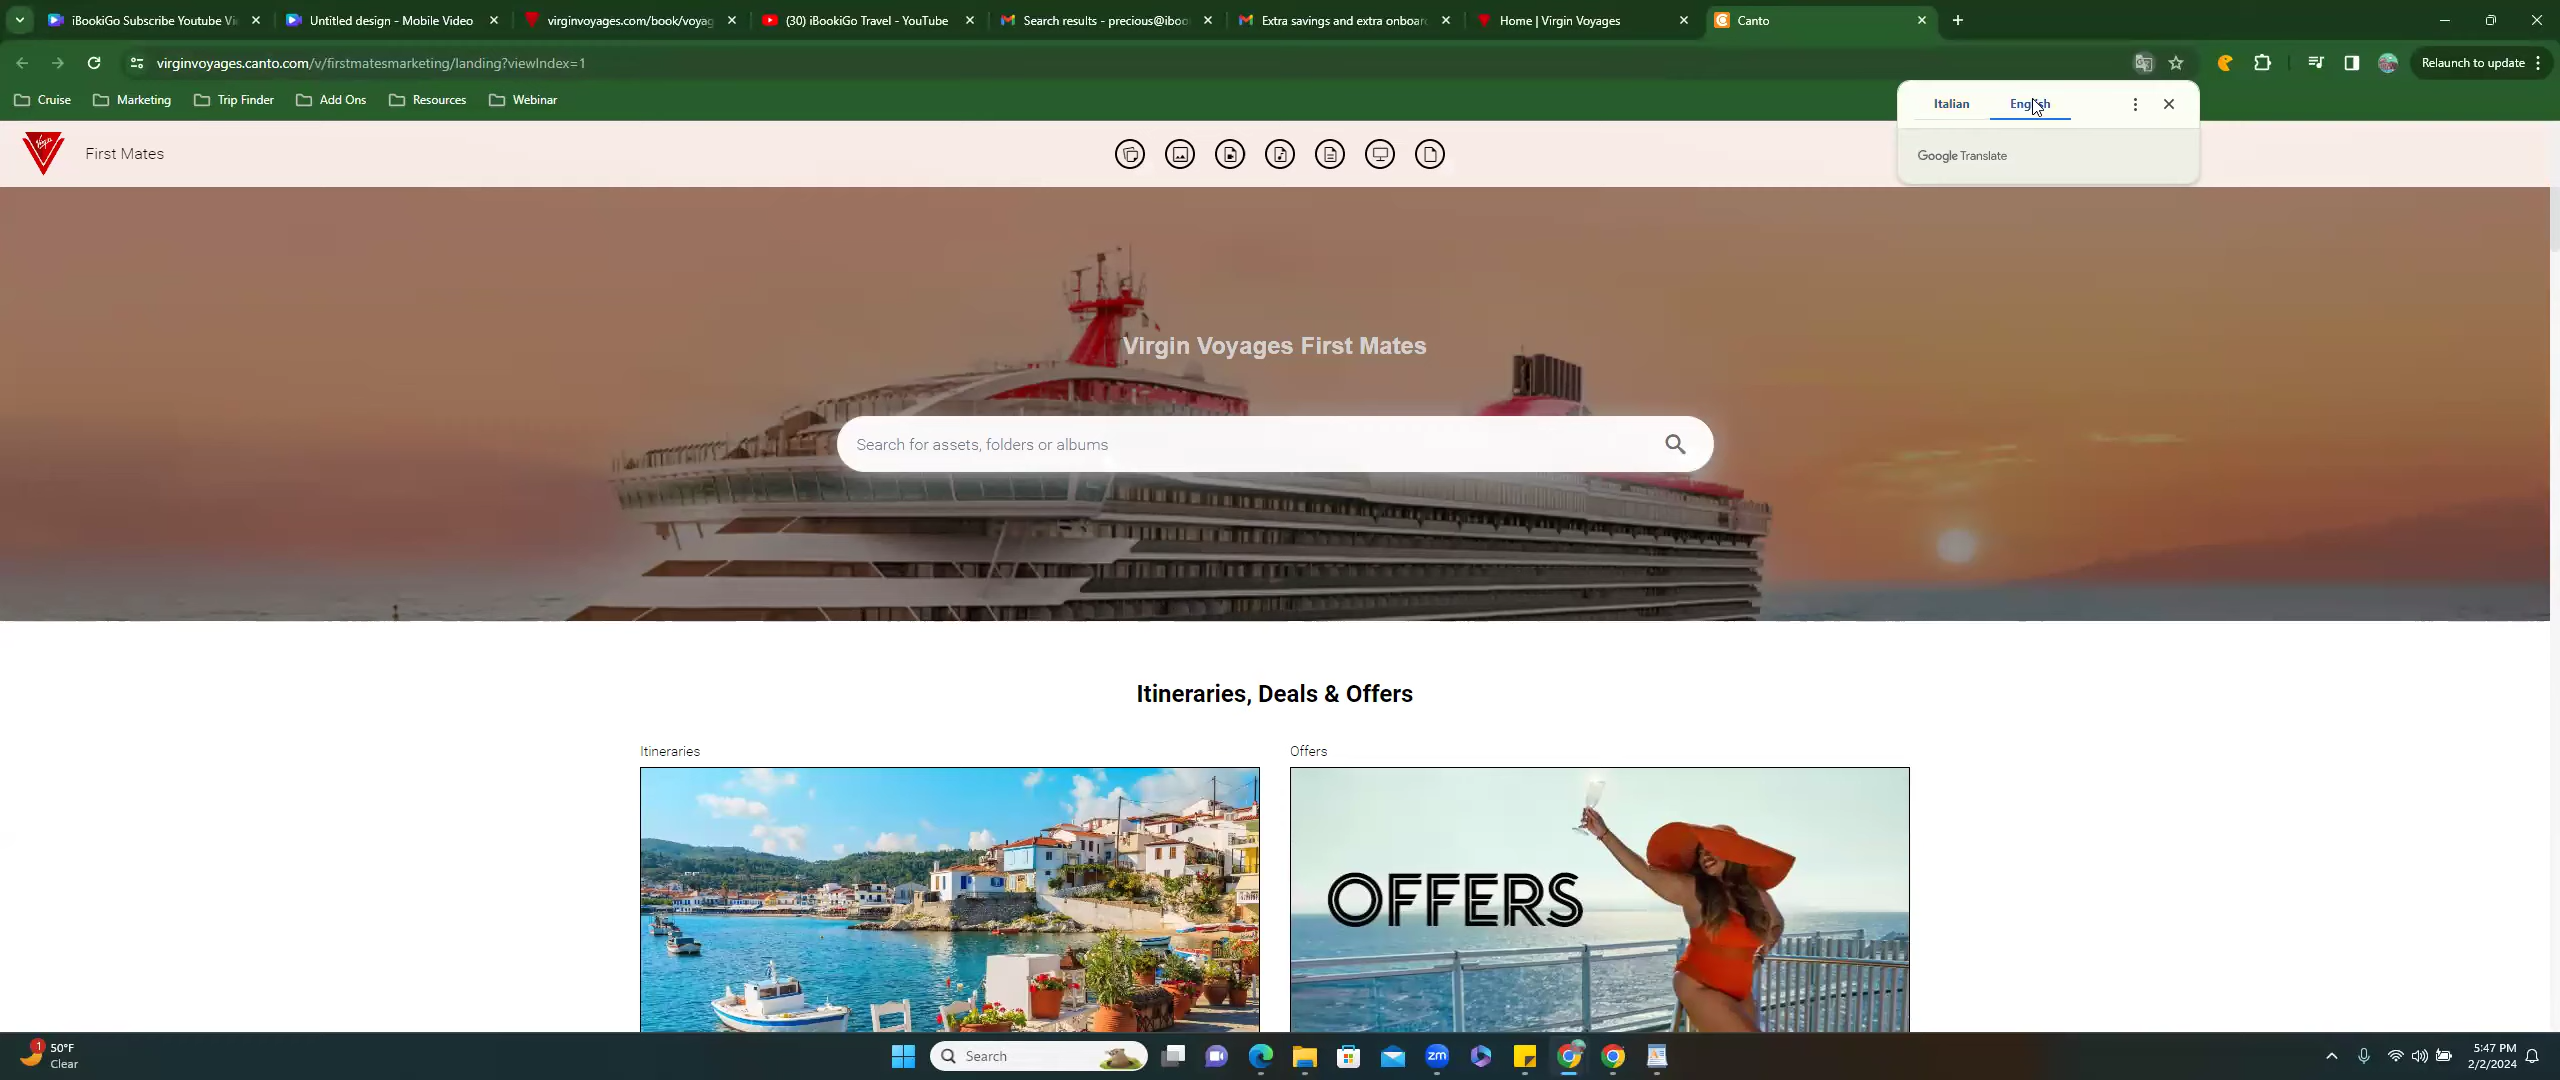 iBookiGo Subscribe Youtube Vi
Untitled design - Mobile Video
virginvoyages.com/book/voyag
(30) iBookiGo Travel - YouTube
Search results - precious@iboo
Extra savings and extra onboar
Home | Virgin Voyages
Canto
virginvoyages.canto.com/v/firstmatesmarketing/landing?viewIndex=1
Relaunch to update
Cruise
Marketing
Trip Finder
Add Ons
Resources
Webinar
Italian
English
Google Translate
Virgin
First Mates
Virgin Voyages First Mates
Search for assets, folders or albums
Itineraries, Deals & Offers
Itineraries
Offers
OFFERS
1
50°F
Clear
Search
zm
5:47 PM
2/2/2024